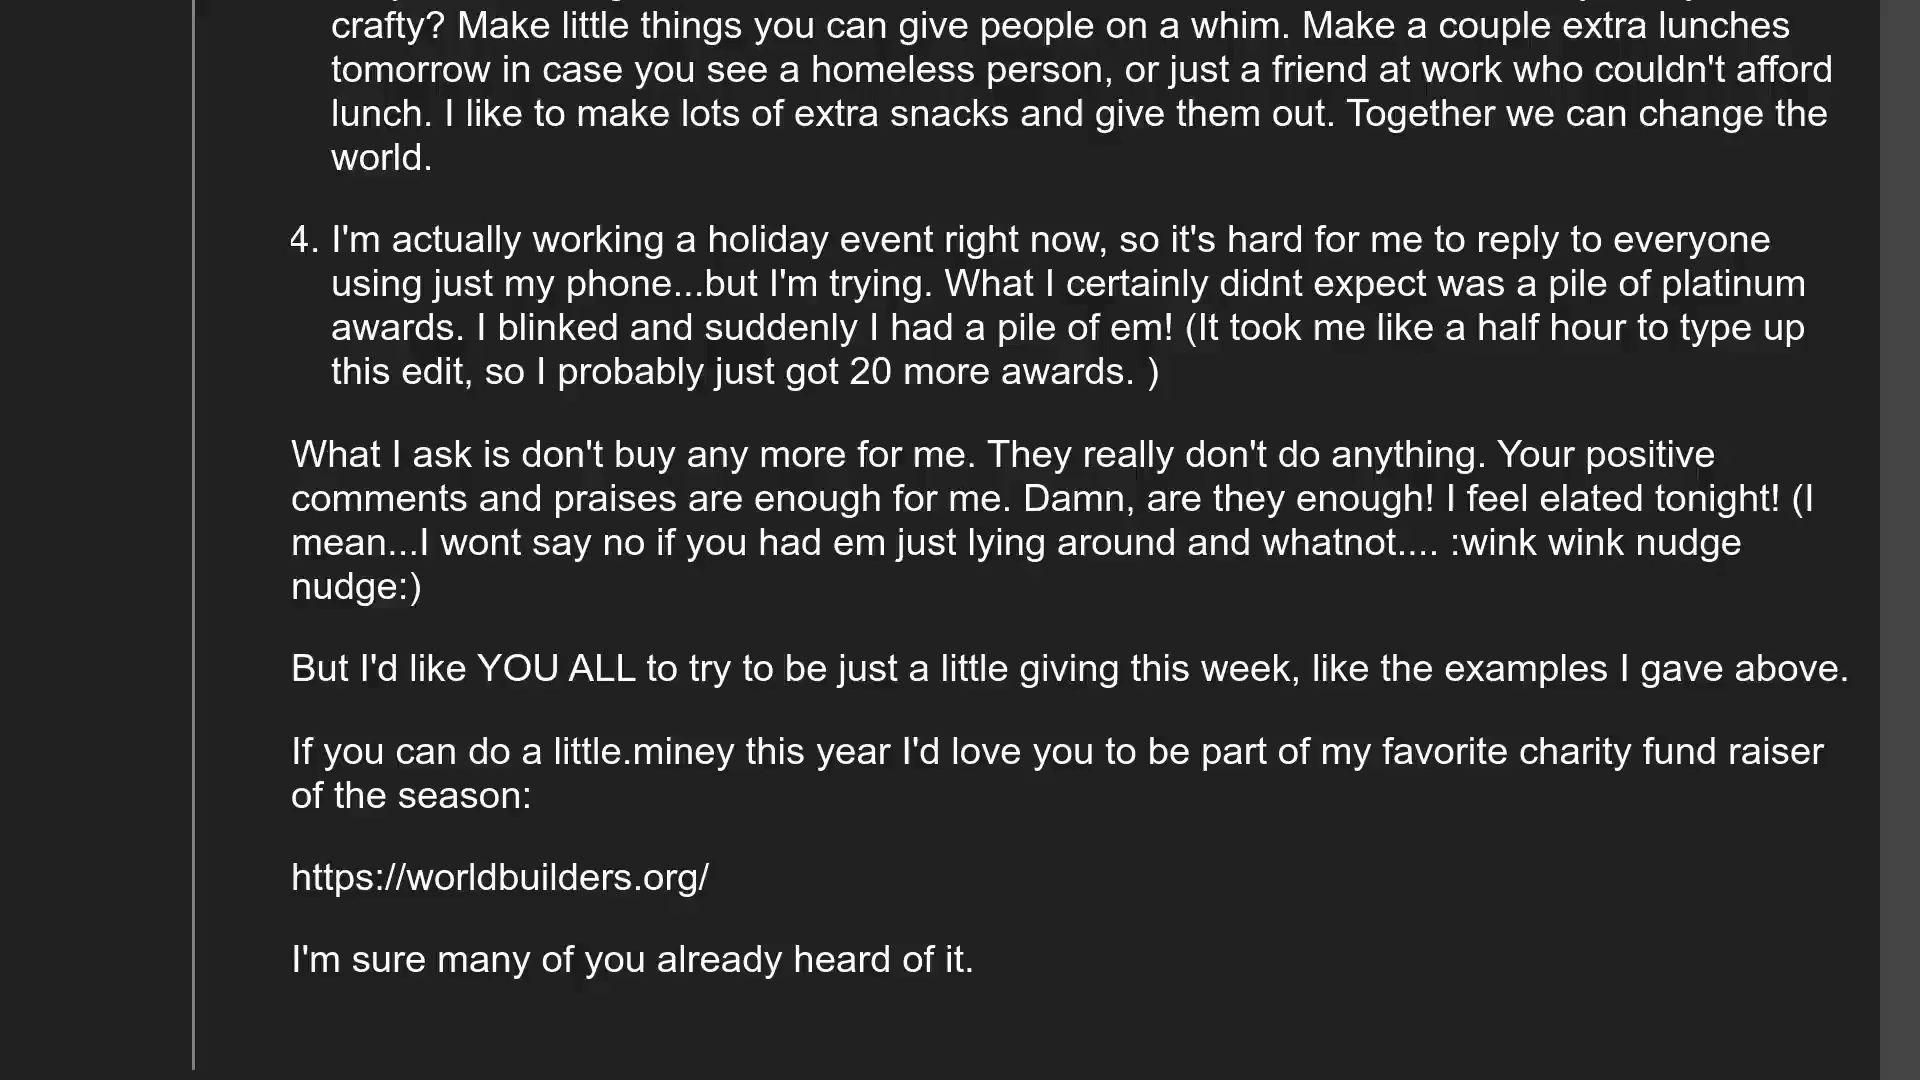 crafty? Make little things you can give people on a whim. Make a couple extra lunches
tomorrow in case you see a homeless person, or just a friend at work who couldn't afford
lunch. I like to make lots of extra snacks and give them out. Together we can change the
world.
4. I'm actually working a holiday event right now, so it's hard for me to reply to everyone
using just my phone...but I'm trying. What I certainly didnt expect was a pile of platinum
awards. I blinked and suddenly I had a pile of em! (It took me like a half hour to type up
this edit, so I probably just got 20 more awards. )
What I ask is don't buy any more for me. They really don't do anything. Your positive
comments and praises are enough for me. Damn, are they enough! I feel elated tonight! (I
mean...I wont say no if you had em just lying around and whatnot.... :wink wink nudge
nudge:)
But I'd like YOU ALL to try to be just a little giving this week, like the examples I gave above.
If you can do a little.miney this year I'd love you to be part of my favorite charity fund raiser
of the season:
https://worldbuilders.org/
I'm sure many of you already heard of it.